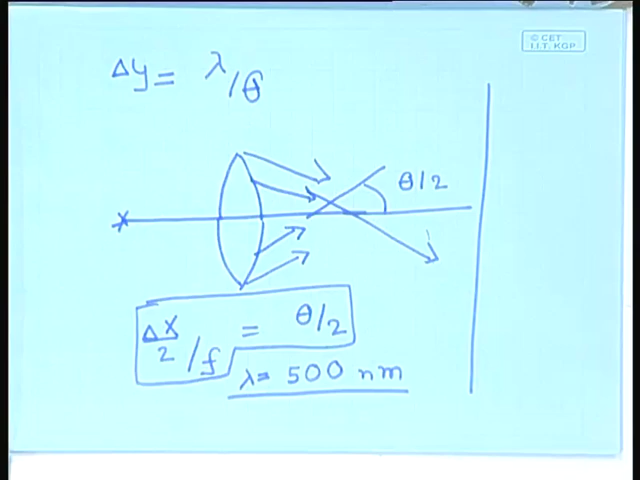 © CET
I.I.T. KGP
Δy = λ/θ
θ/2
Δx/2 /f = θ/2
λ = 500 nm